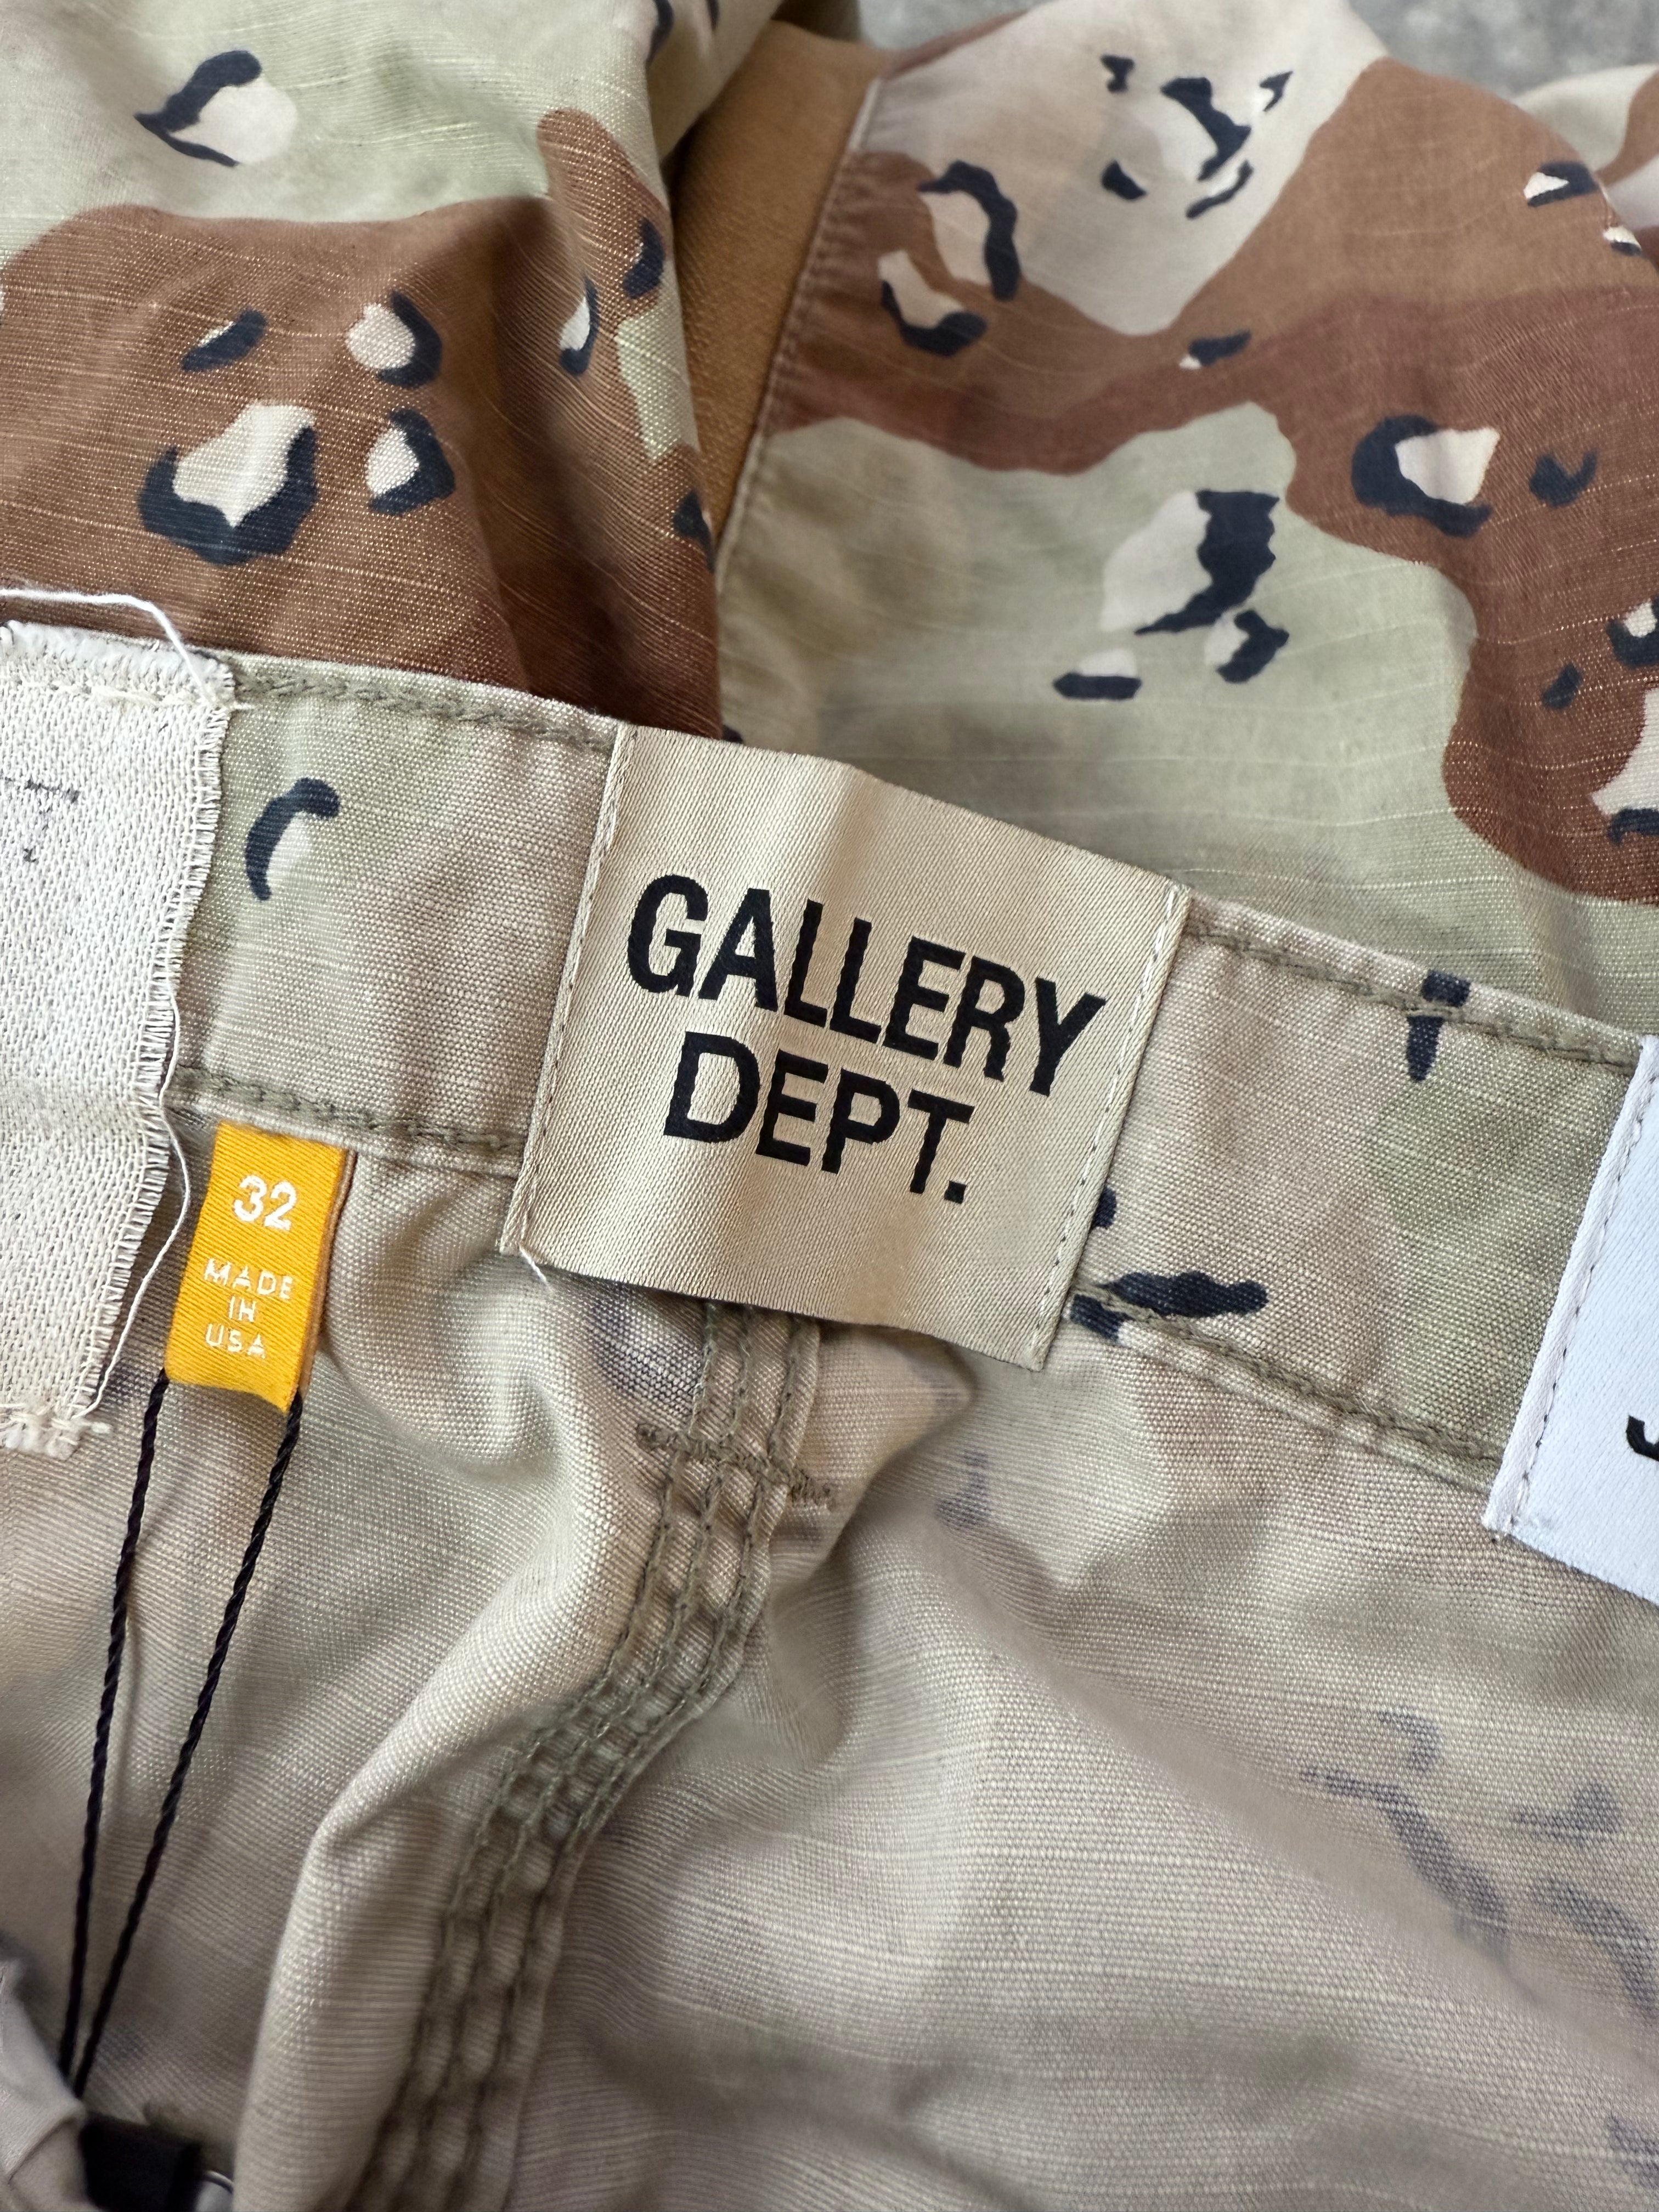 GALLERY
DEPT.
32
MADE
IN
USA